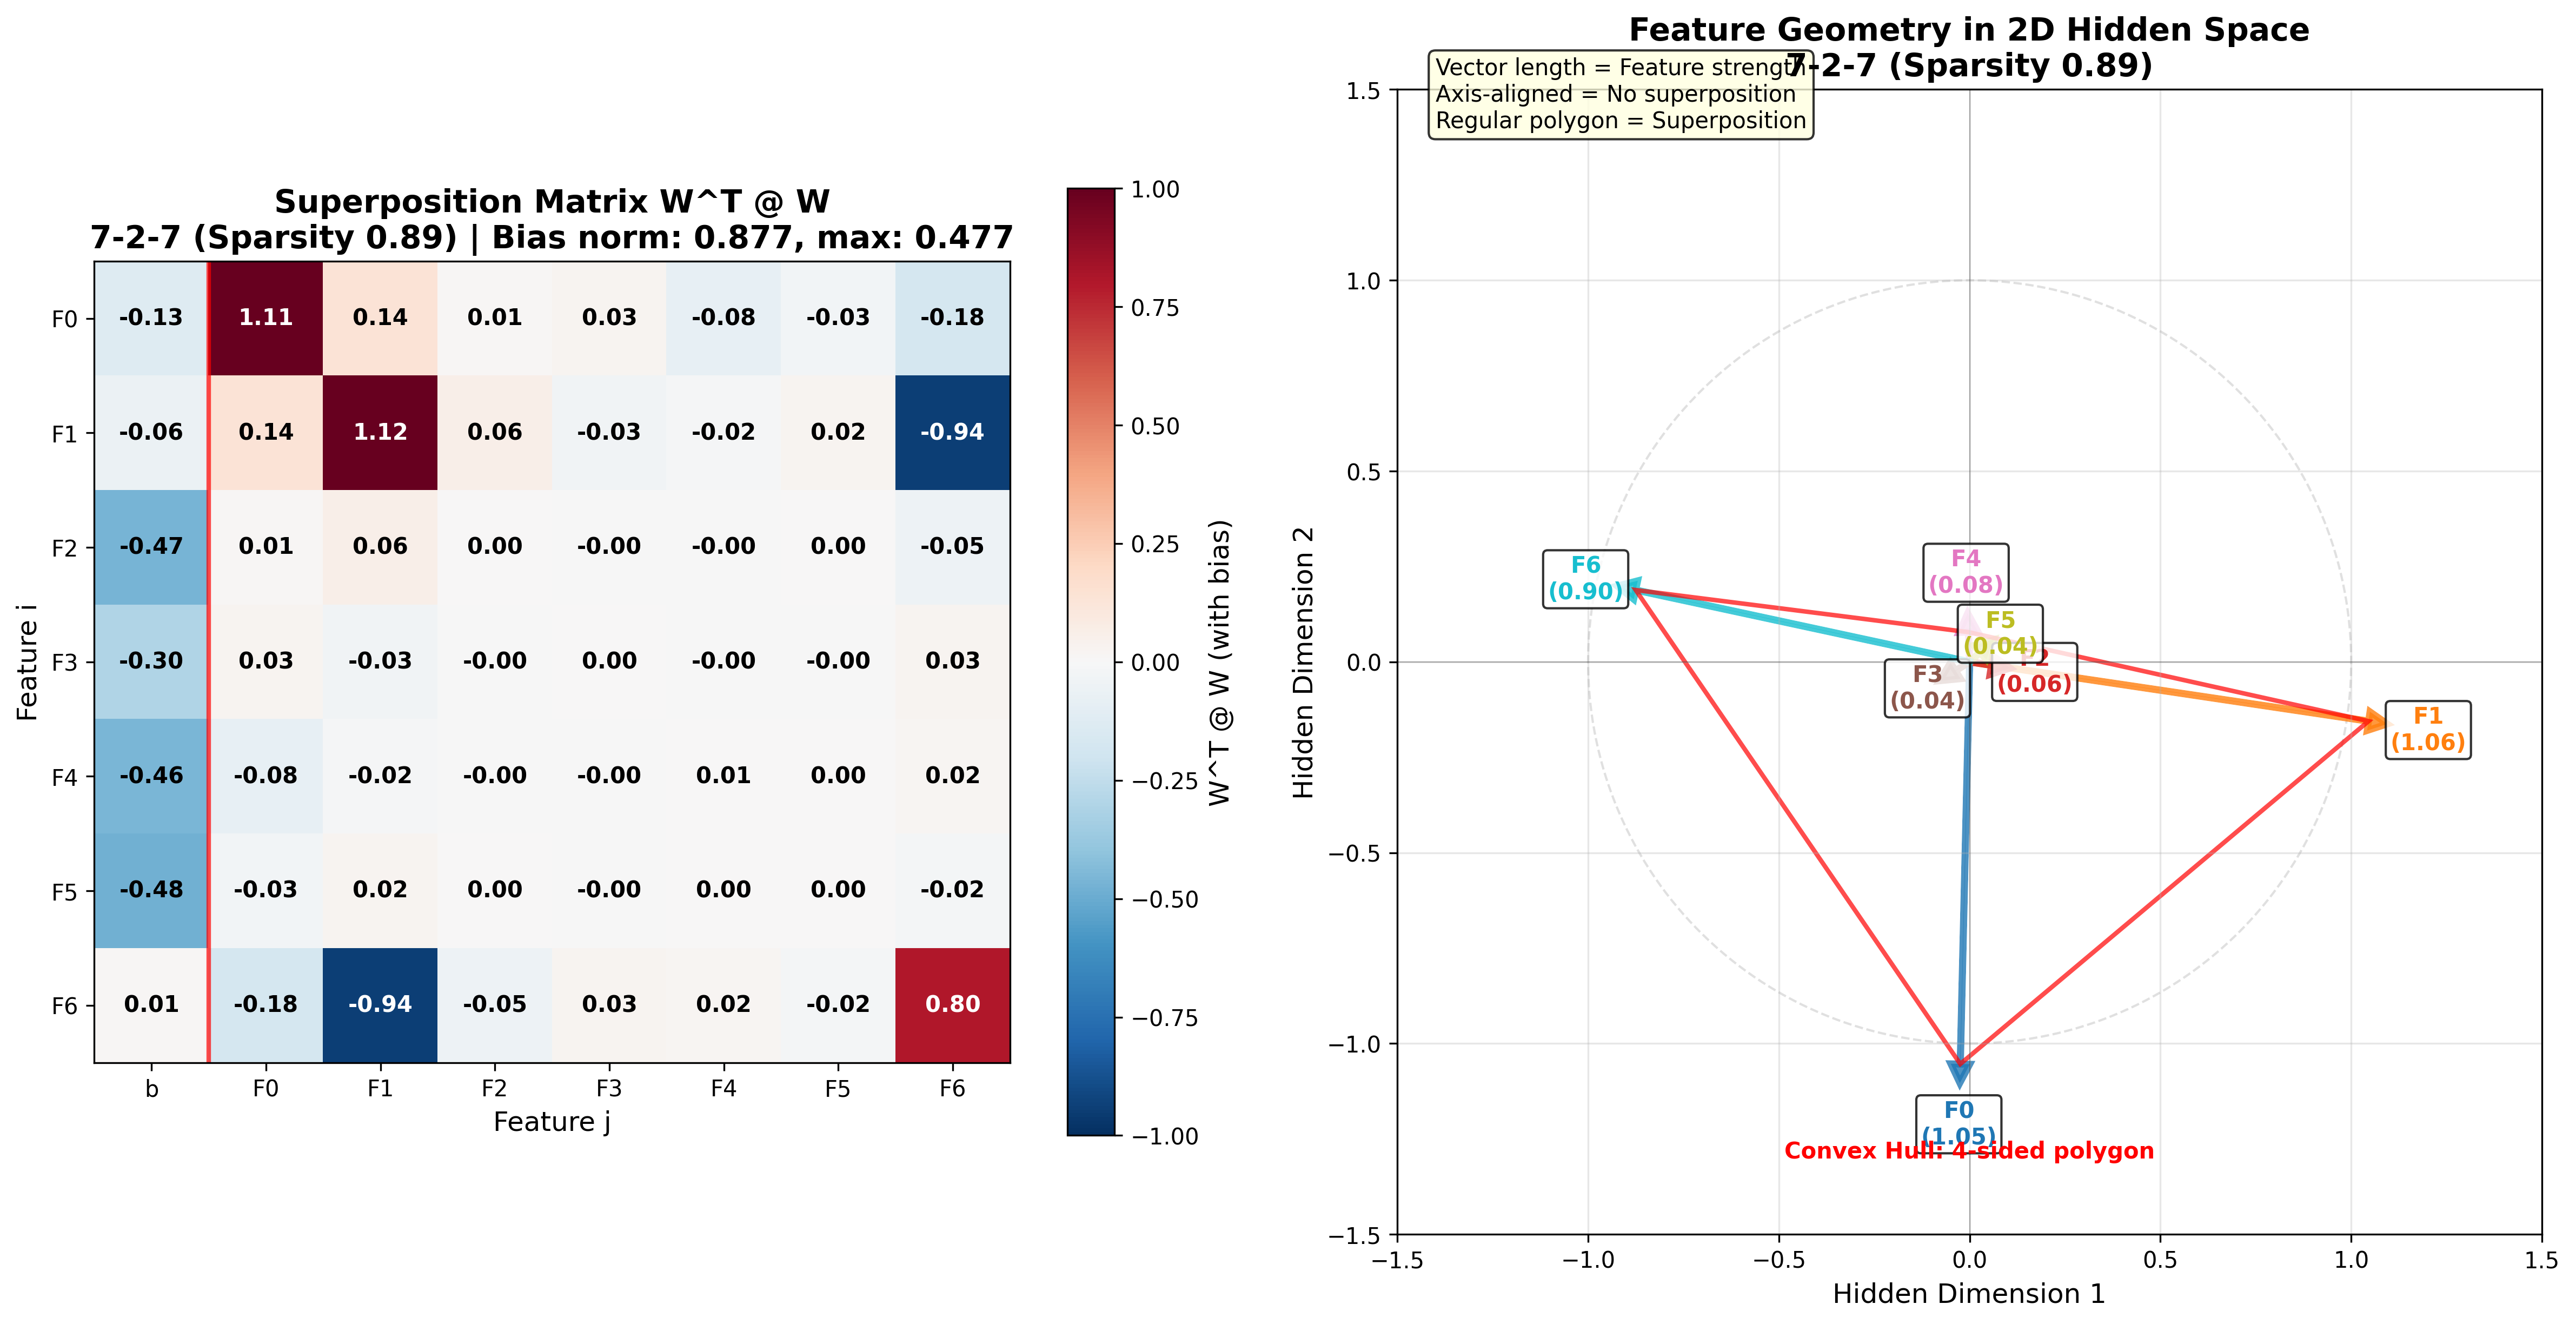 Superposition Matrix W^T @ W
7-2-7 (Sparsity 0.89) | Bias norm: 0.877, max: 0.477
F0 -0.13 1.11 0.14 0.01 0.03 -0.08 -0.03 -0.18
F1 -0.06 0.14 1.12 0.06 -0.03 -0.02 0.02 -0.94
F2 -0.47 0.01 0.06 0.00 -0.00 -0.00 0.00 -0.05
F3 -0.30 0.03 -0.03 -0.00 0.00 -0.00 -0.00 0.03
F4 -0.46 -0.08 -0.02 -0.00 -0.00 0.01 0.00 0.02
F5 -0.48 -0.03 0.02 0.00 -0.00 0.00 0.00 -0.02
F6 0.01 -0.18 -0.94 -0.05 0.03 0.02 -0.02 0.80
b F0 F1 F2 F3 F4 F5 F6
Feature j
Feature i
1.00
0.75
0.50
0.25
0.00
−0.25
−0.50
−0.75
−1.00
W^T @ W (with bias)
Feature Geometry in 2D Hidden Space
7-2-7 (Sparsity 0.89)
Vector length = Feature strength
Axis-aligned = No superposition
Regular polygon = Superposition
1.5
1.0
0.5
0.0
−0.5
−1.0
−1.5
Hidden Dimension 2
F6
(0.90)
F4
(0.08)
F5
(0.04)
F3
(0.04)
F2
(0.06)
F1
(1.06)
F0
(1.05)
Convex Hull: 4-sided polygon
−1.5 −1.0 −0.5 0.0 0.5 1.0 1.5
Hidden Dimension 1